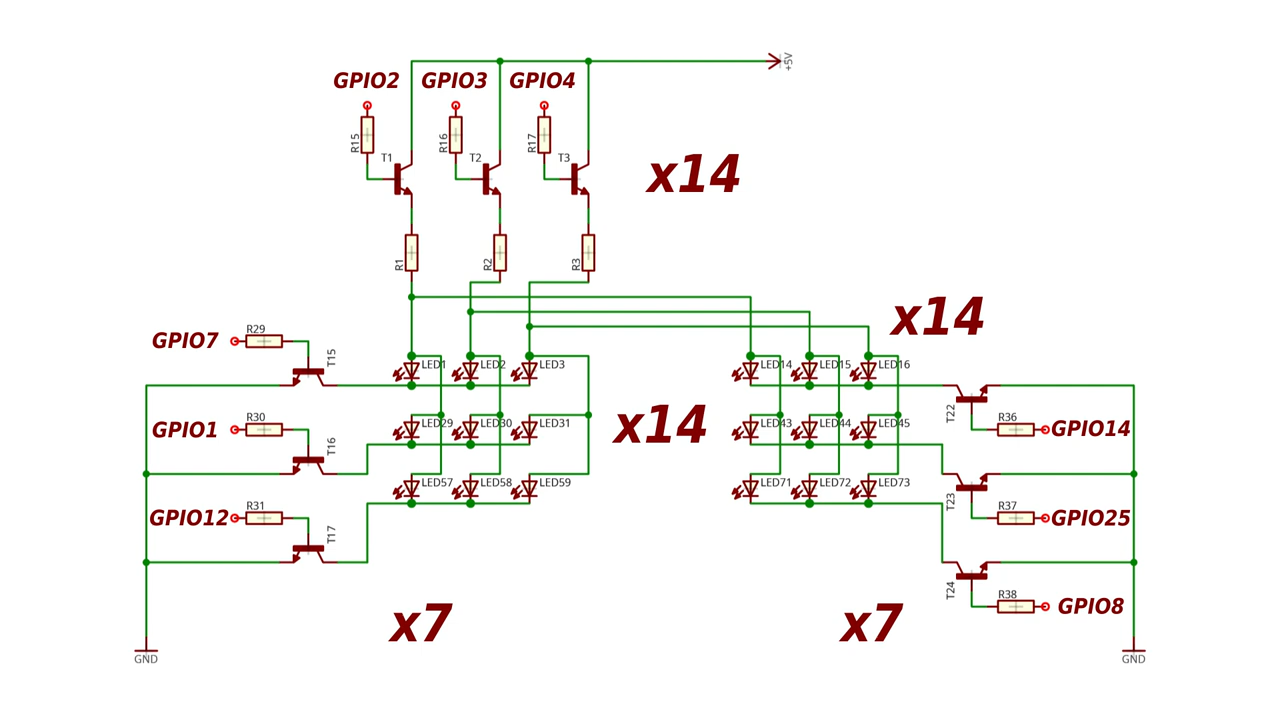 +5V
GPIO2 GPIO3 GPIO4
R15 R16 R17
T1 T2 T3
x14
R1 R2 R3
x14
GPIO7 R29
T15
LED1 LED2 LED3
LED14 LED15 LED16
T22
R36 GPIO14
GPIO1 R30
T16
LED29 LED30 LED31
x14
LED43 LED44 LED45
T23
R37 GPIO25
GPIO12 R31
T17
LED57 LED58 LED59
LED71 LED72 LED73
T24
R38 GPIO8
x7
x7
GND
GND